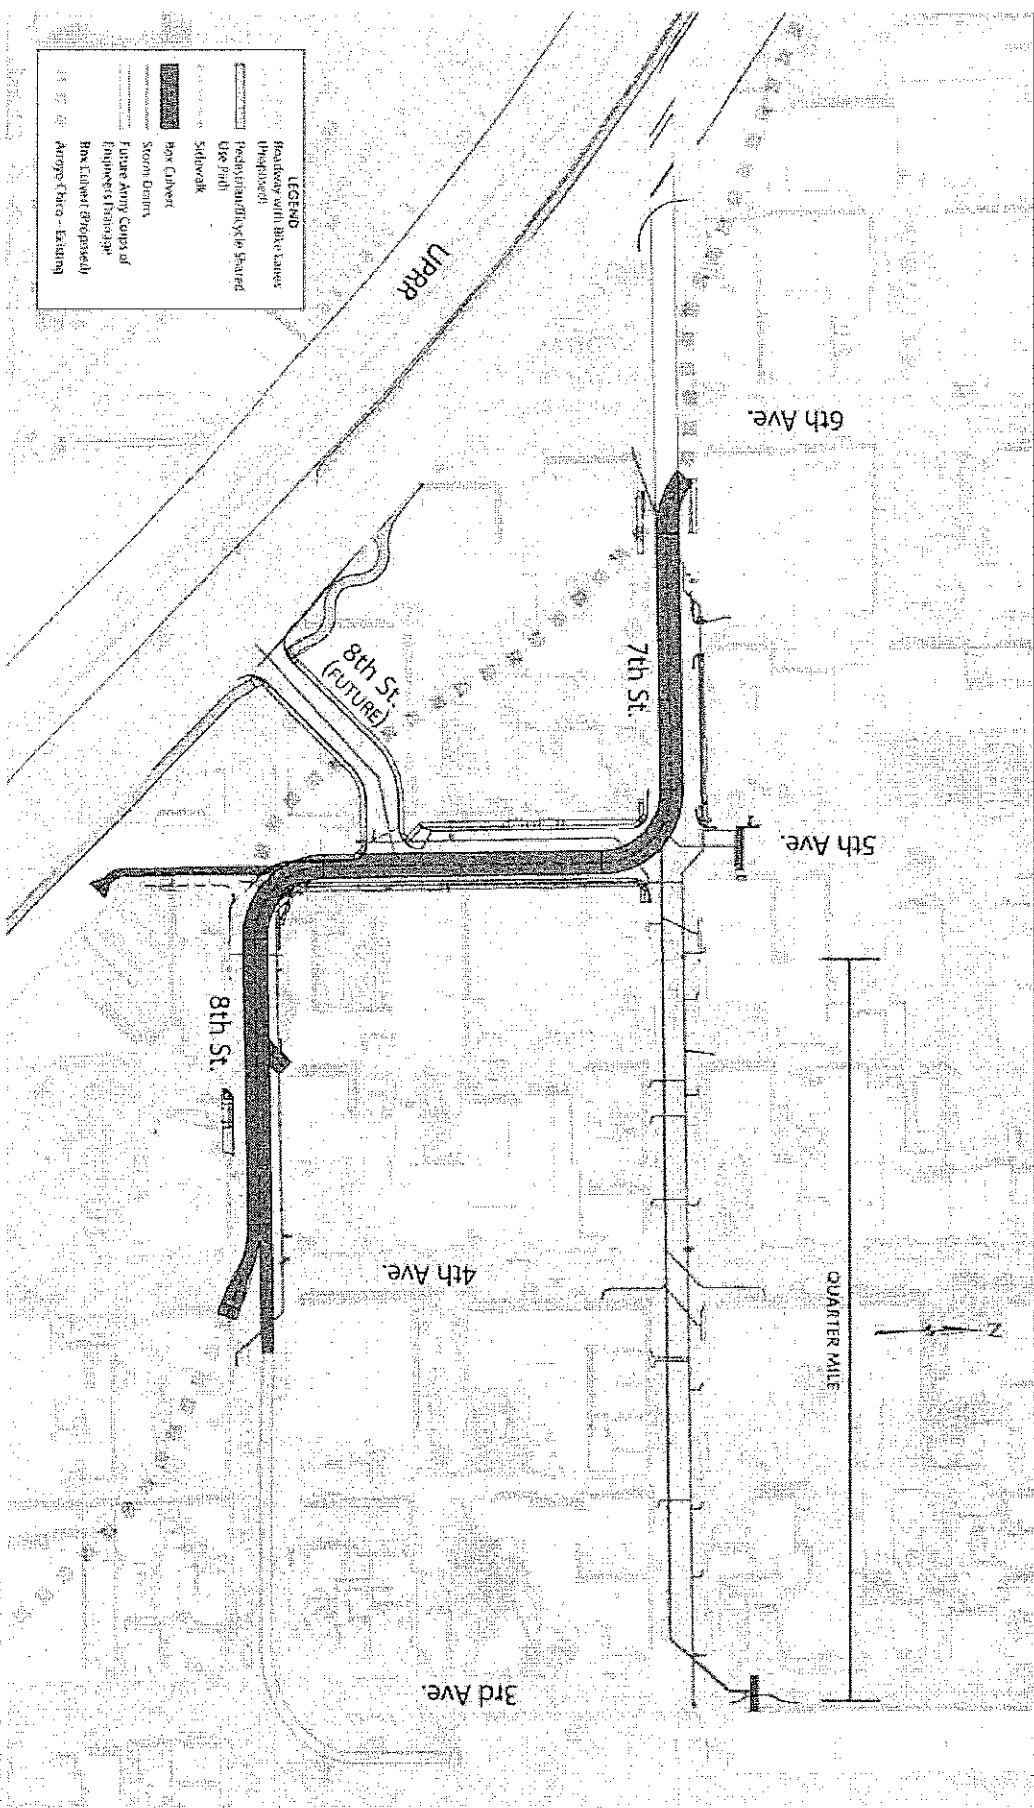 LEGEND
Roadway with Bike Lanes
(Proposed)
Pedestrian/Bicycle Shared
Use Path
Sidewalk
Box Culvert
Storm Drains
Future Army Corps of
Engineers Drainage
Box Culvert (Proposed)
Arroyo Chico - Existing
UPRR
6th Ave.
8th St.
(FUTURE)
7th St.
5th Ave.
8th St.
4th Ave.
QUARTER MILE
N
3rd Ave.